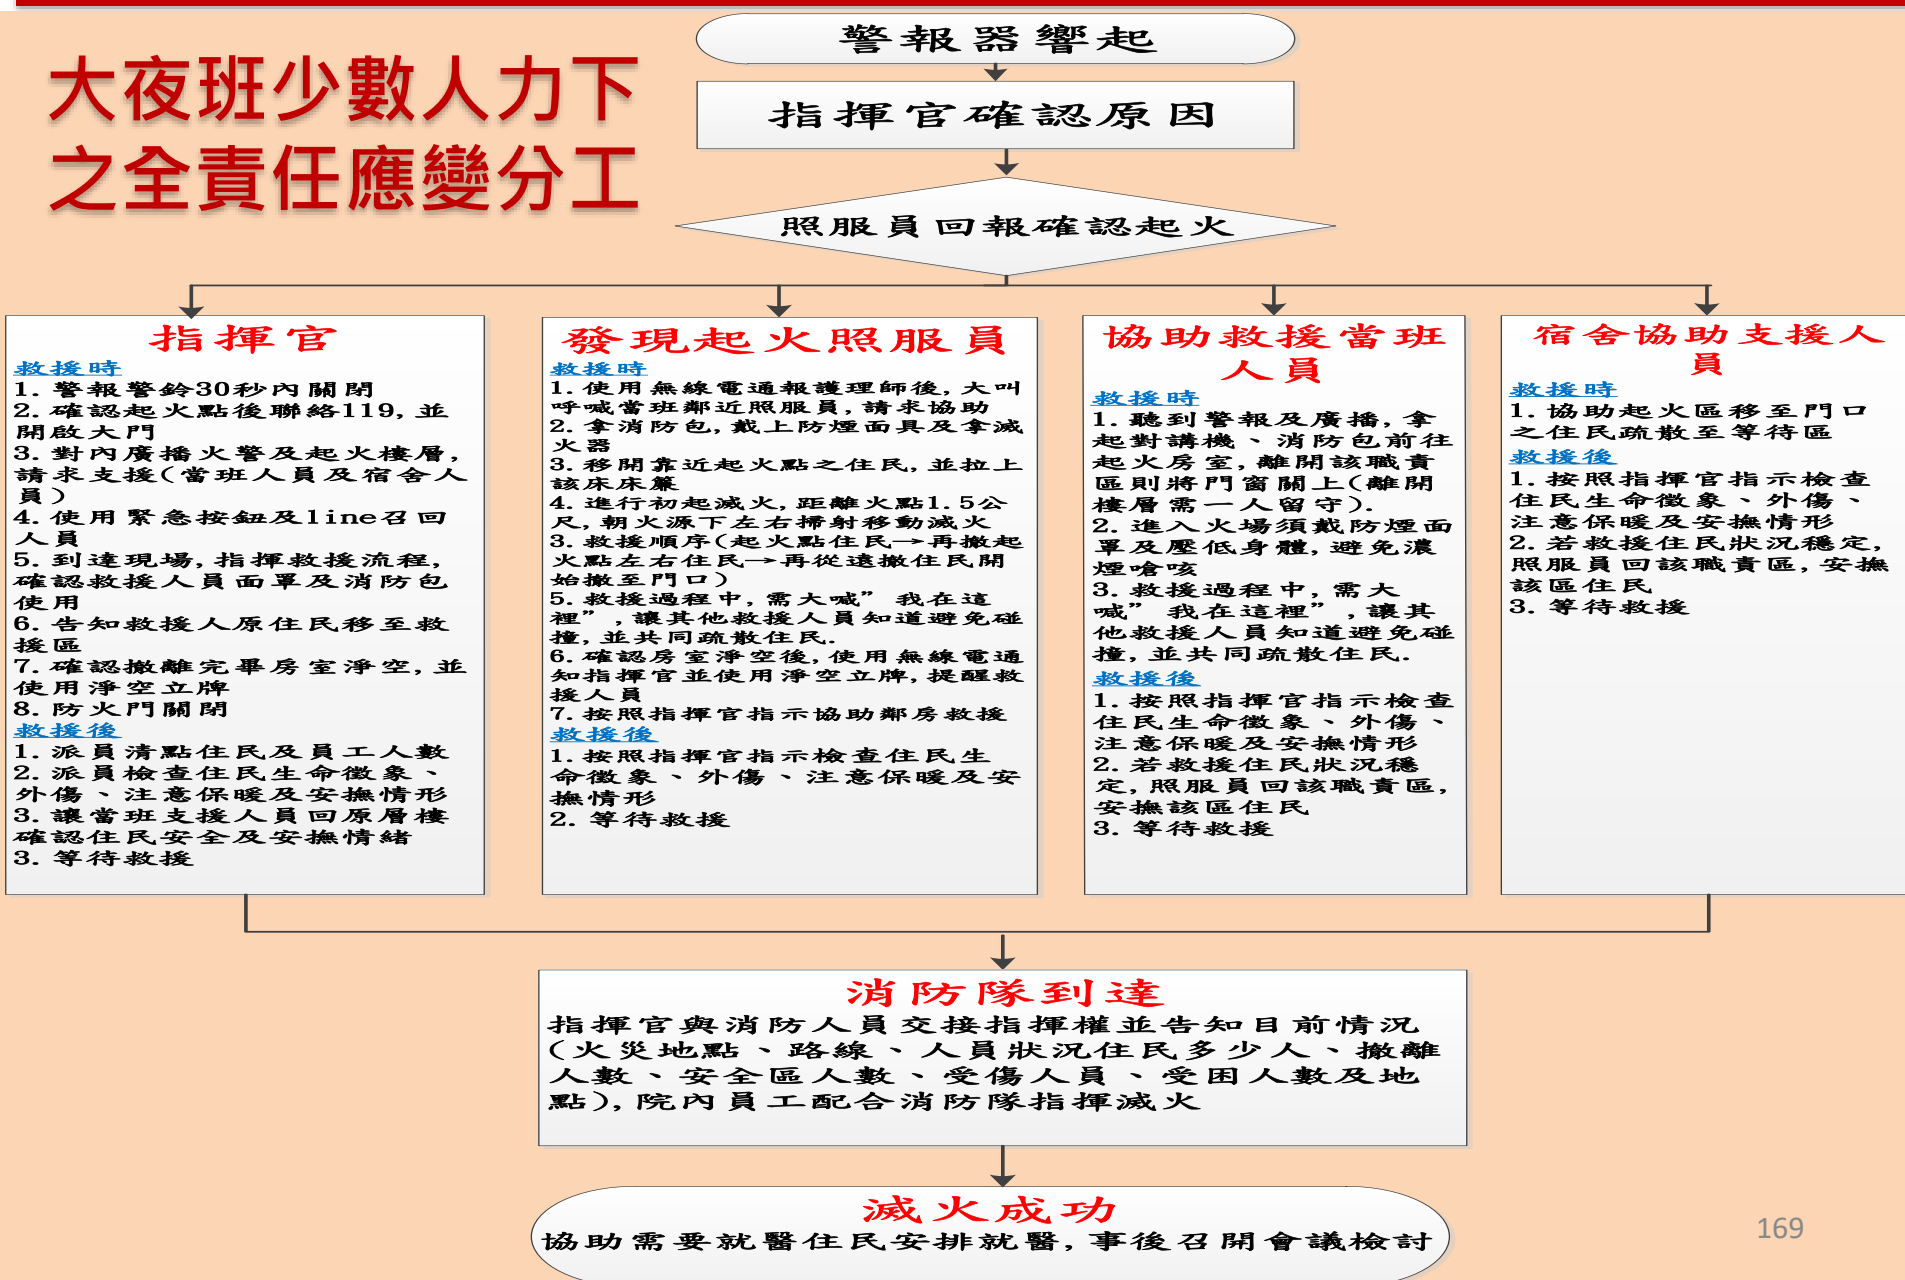 大夜班少數人力下
之全責任應變分工
警報器響起
指揮官確認原因
照服員回報確認起火
指揮官
救援時
1. 警報警鈴30秒內關閉
2. 確認起火點後聯絡119, 並
開啟大門
3. 對內廣播火警及起火樓層,
請求支援(當班人員及宿舍人
員)
4. 使用緊急按鈕及line召回
人員
5. 到達現場, 指揮救援流程,
確認救援人員面罩及消防包
使用
6. 告知救援人原住民移至救
援區
7. 確認撤離完畢房室淨空, 並
使用淨空立牌
8. 防火門關閉
救援後
1. 派員清點住民及員工人數
2. 派員檢查住民生命徵象、
外傷、注意保暖及安撫情形
3. 讓當班支援人員回原層樓
確認住民安全及安撫情緒
3. 等待救援
發現起火照服員
救援時
1. 使用無線電通報護理師後, 大叫
呼喊當班鄰近照服員, 請求協助
2. 拿消防包, 戴上防煙面具及拿滅
火器
3. 移開靠近起火點之住民, 並拉上
該床床簾
4. 進行初起滅火, 距離火點1.5公
尺, 朝火源下左右掃射移動滅火
3. 救援順序(起火點住民→再撤起
火點左右住民→再從遠撤住民開
始撤至門口)
5. 救援過程中, 需大喊” 我在這
裡” , 讓其他救援人員知道避免碰
撞, 並共同疏散住民.
6. 確認房室淨空後, 使用無線電通
知指揮官並使用淨空立牌, 提醒救
援人員
7. 按照指揮官指示協助鄰房救援
救援後
1. 按照指揮官指示檢查住民生
命徵象、外傷、注意保暖及安
撫情形
2. 等待救援
協助救援當班
人員
救援時
1. 聽到警報及廣播, 拿
起對講機、消防包前往
起火房室, 離開該職責
區則將門窗關上(離開
樓層需一人留守).
2. 進入火場須戴防煙面
罩及壓低身體, 避免濃
煙嗆咳
3. 救援過程中, 需大
喊” 我在這裡” , 讓其
他救援人員知道避免碰
撞, 並共同疏散住民.
救援後
1. 按照指揮官指示檢查
住民生命徵象、外傷、
注意保暖及安撫情形
2. 若救援住民狀況穩
定, 照服員回該職責區,
安撫該區住民
3. 等待救援
宿舍協助支援人
員
救援時
1. 協助起火區移至門口
之住民疏散至等待區
救援後
1. 按照指揮官指示檢查
住民生命徵象、外傷、
注意保暖及安撫情形
2. 若救援住民狀況穩定,
照服員回該職責區, 安撫
該區住民
3. 等待救援
消防隊到達
指揮官與消防人員交接指揮權並告知目前情況
(火災地點、路線、人員狀況住民多少人、撤離
人數、安全區人數、受傷人員、受困人數及地
點), 院內員工配合消防隊指揮滅火
滅火成功
協助需要就醫住民安排就醫, 事後召開會議檢討
169